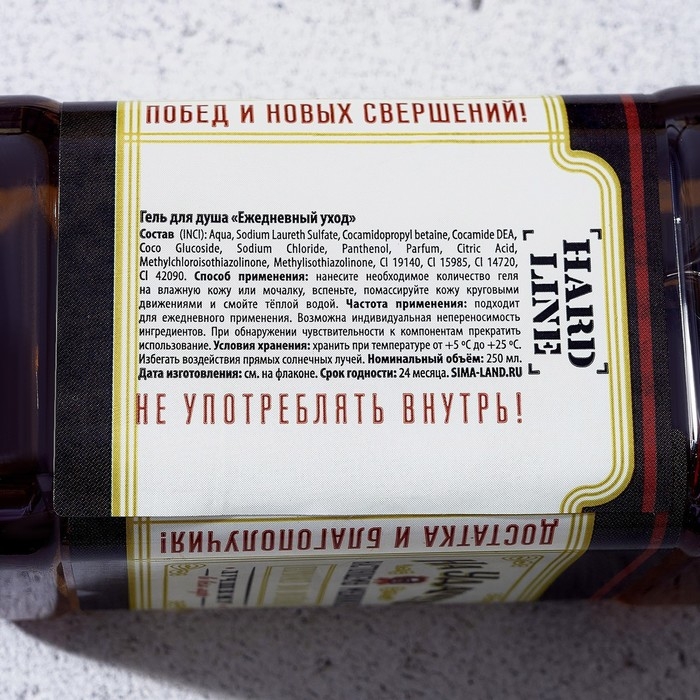 ПОБЕД И НОВЫХ СВЕРШЕНИЙ!
Гель для душа «Ежедневный уход»
Состав (INCI): Aqua, Sodium Laureth Sulfate, Cocamidopropyl betaine, Cocamide DEA,
Coco Glucoside, Sodium Chloride, Panthenol, Parfum, Citric Acid,
Methylchloroisothiazolinone, Methylisothiazolinone, CI 19140, CI 15985, CI 14720,
CI 42090. Способ применения: нанесите необходимое количество геля
на влажную кожу или мочалку, вспеньте, помассируйте кожу круговыми
движениями и смойте тёплой водой. Частота применения: подходит
для ежедневного применения. Возможна индивидуальная непереносимость
ингредиентов. При обнаружении чувствительности к компонентам прекратить
использование. Условия хранения: хранить при температуре от +5 ºC до +25 ºC.
Избегать воздействия прямых солнечных лучей. Номинальный объём: 250 мл.
Дата изготовления: см. на флаконе. Срок годности: 24 месяца. SIMA-LAND.RU
НЕ УПОТРЕБЛЯТЬ ВНУТРЬ!
HARD
LINE
ДОСТАТКА И БЛАГОПОЛУЧИЯ!